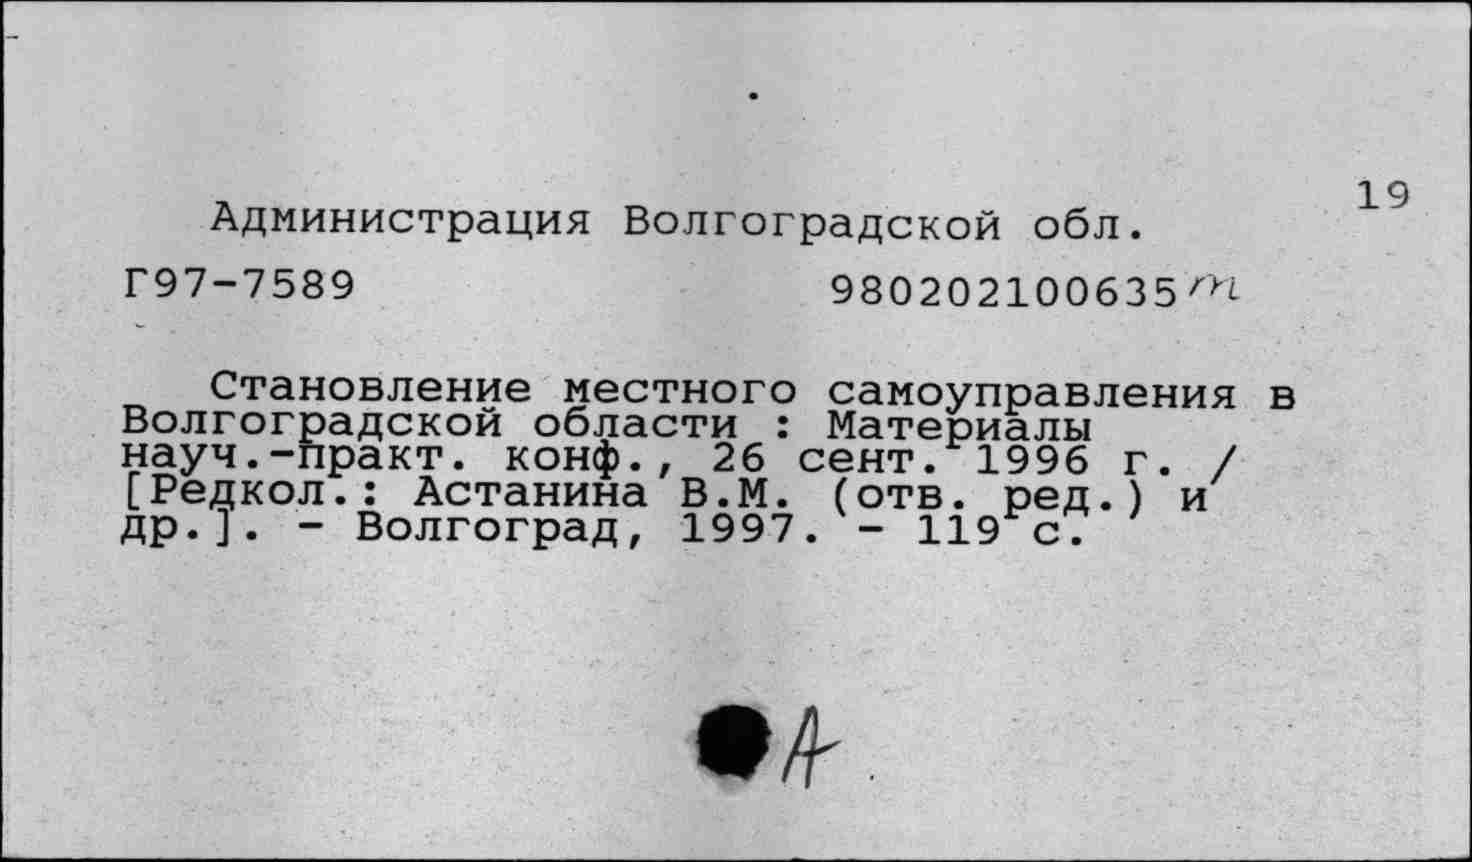 19
Администрация Волгоградской обл.
Г97-7589 980202100635 m
Становление местного самоуправления в
Волгоградской области : Материалы
науч.-практ. конф., 26 сент. 1996 г. /
[Редкол.: Астанина В.М. (отв. ред.) и
др.]. - Волгоград, 1997. - 119 с.
А